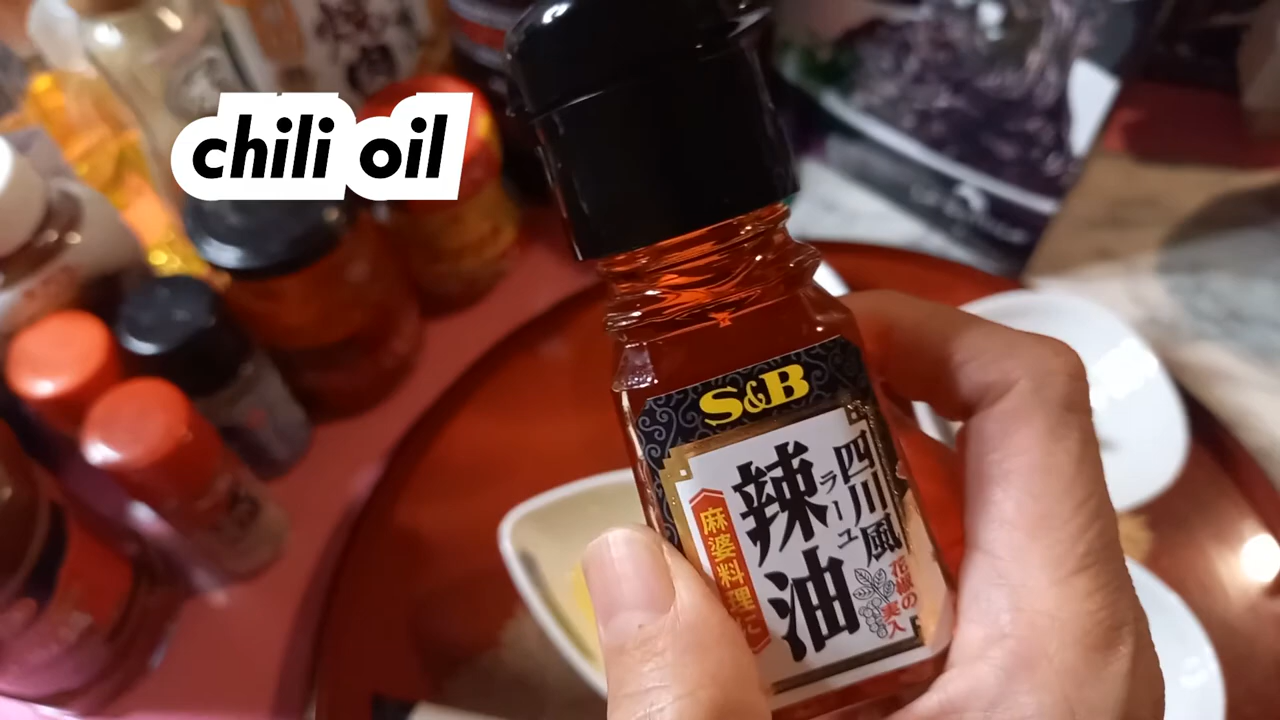 chili oil
S&B
四川風
ラー油
辣油
花椒の実入
麻婆料理に